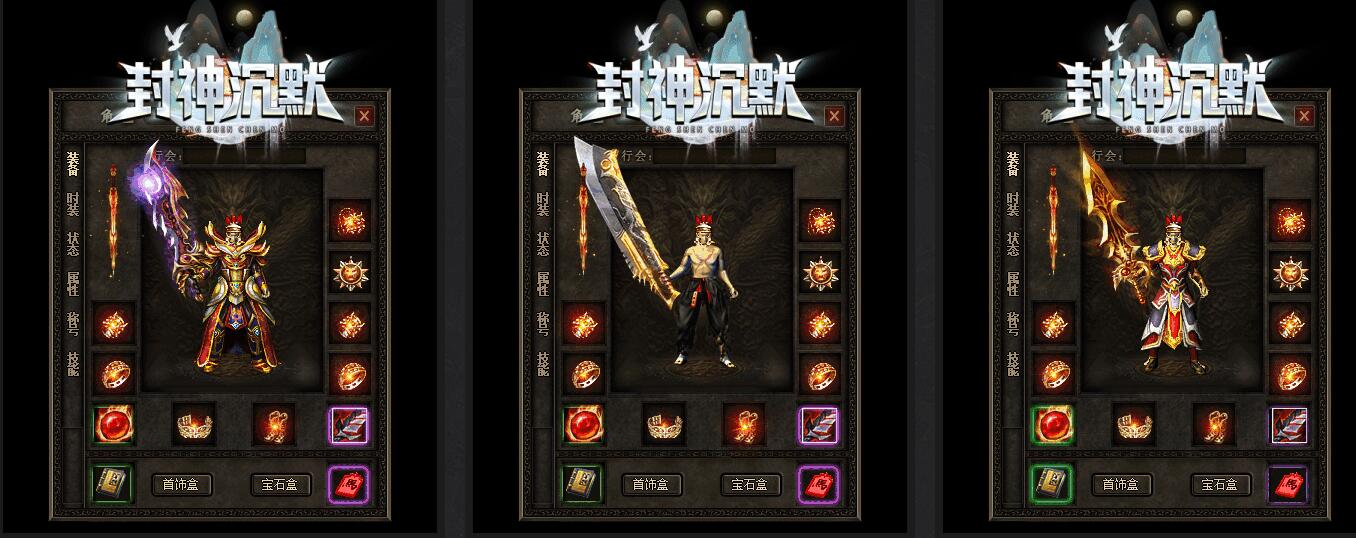 封神沉默
FENG SHEN CHEN MO
角
行会：
装备
时装
状态
属性
称号
技能
首饰盒
宝石盒
封神沉默
FENG SHEN CHEN MO
角
行会：
装备
时装
状态
属性
称号
技能
首饰盒
宝石盒
封神沉默
FENG SHEN CHEN MO
角
行会：
装备
时装
状态
属性
称号
技能
首饰盒
宝石盒